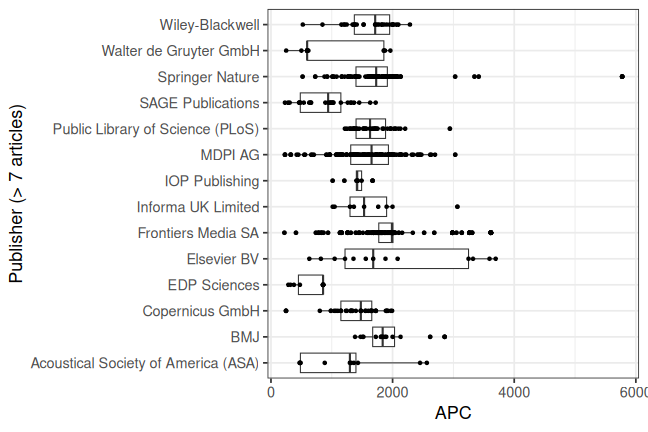 Publisher (> 7 articles)
Wiley-Blackwell
Walter de Gruyter GmbH
Springer Nature
SAGE Publications
Public Library of Science (PLoS)
MDPI AG
IOP Publishing
Informa UK Limited
Frontiers Media SA
Elsevier BV
EDP Sciences
Copernicus GmbH
BMJ
Acoustical Society of America (ASA)
0 2000 4000 6000
APC